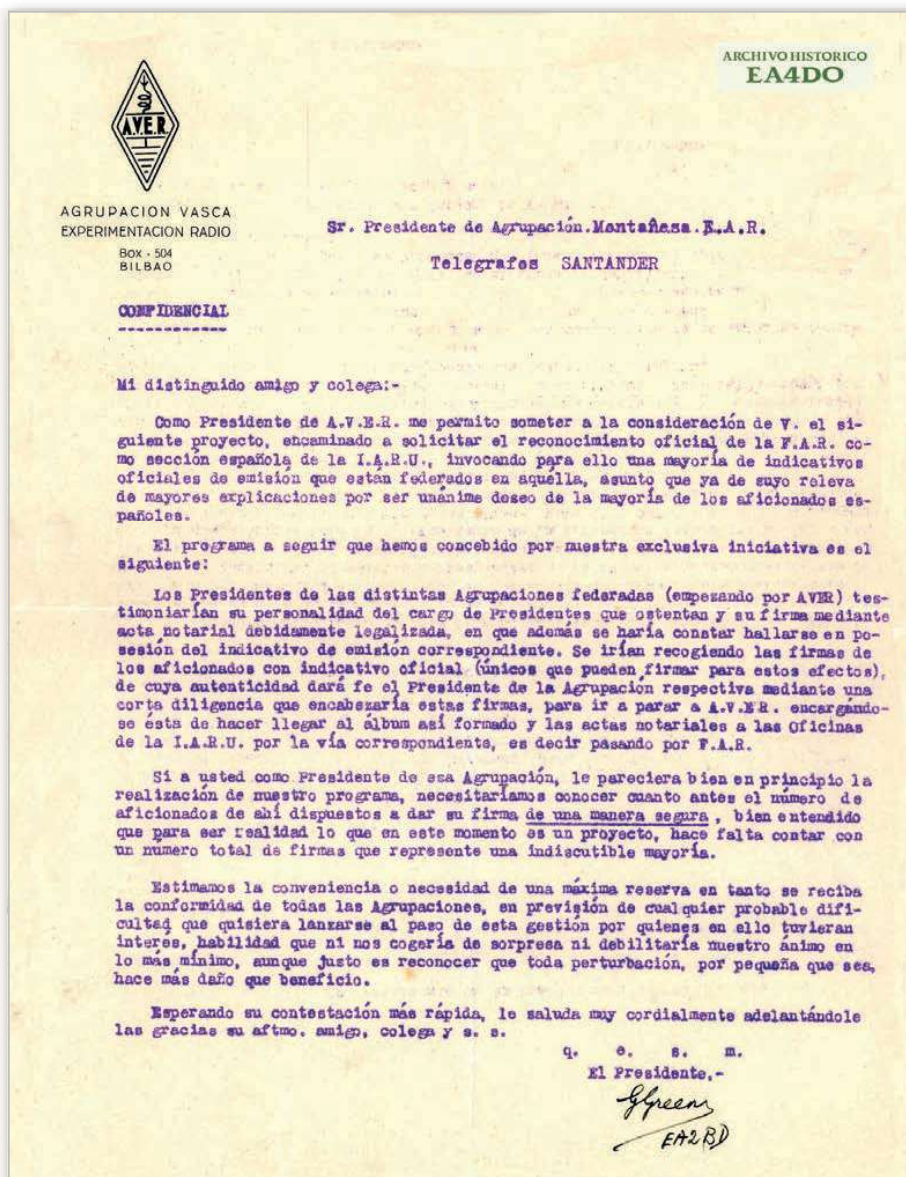 ARCHIVO HISTORICO
EA4DO
A.V.E.R.
AGRUPACION VASCA
EXPERIMENTACION RADIO
BOX - 504
BILBAO
Sr. Presidente de Agrupación.Montañesa.E.A.R.
Telegrafos SANTANDER
CONFIDENCIAL
------------
Mi distinguido amigo y colega:-
Como Presidente de A.V.E.R. me permito someter a la consideración de V. el si-
guiente proyecto, encaminado a solicitar el reconocimiento oficial de la F.A.R. co-
mo sección española de la I.A.R.U., invocando para ello una mayoría de indicativos
oficiales de emisión que están federados en aquélla, asunto que ya de suyo releva
de mayores explicaciones por ser unánime deseo de la mayoría de los aficionados es-
pañoles.
El programa a seguir que hemos concebido por nuestra exclusiva iniciativa es el
siguiente:
Los Presidentes de las distintas Agrupaciones federadas (empezando por AVER) tes-
timoniarían su personalidad del cargo de Presidentes que ostentan y su firma mediante
acta notarial debidamente legalizada, en que además se haría constar hallarse en po-
sesión del indicativo de emisión correspondiente. Se irían recogiendo las firmas de
los aficionados con indicativo oficial (únicos que pueden firmar para estos efectos),
de cuya autenticidad dará fe el Presidente de la Agrupación respectiva mediante una
corta diligencia que encabezaría estas firmas, para ir a parar a A.V.E.R. encargándo-
se ésta de hacer llegar al álbum así formado y las actas notariales a las Oficinas
de la I.A.R.U. por la vía correspondiente, es decir pasando por F.A.R.
Si a usted como Presidente de esa Agrupación, le pareciera bien en principio la
realización de nuestro programa, necesitaríamos conocer cuanto antes el número de
aficionados de ahí dispuestos a dar su firma de una manera segura , bien entendido
que para ser realidad lo que en este momento es un proyecto, hace falta contar con
un número total de firmas que represente una indiscutible mayoría.
Estimamos la conveniencia o necesidad de una máxima reserva en tanto se reciba
la conformidad de todas las Agrupaciones, en previsión de cualquier probable difi-
cultad que quisiera lanzarse al paso de esta gestión por quienes en ello tuvieran
interes, habilidad que ni nos cogería de sorpresa ni debilitaría nuestro ánimo en
lo más mínimo, aunque justo es reconocer que toda perturbación, por pequeña que sea,
hace más daño que beneficio.
Esperando su contestación más rápida, le saluda muy cordialmente adelantándole
las gracias su aftmo. amigo, colega y s. s.
q. e. s. m.
El Presidente.-
GGreen
EA2BD